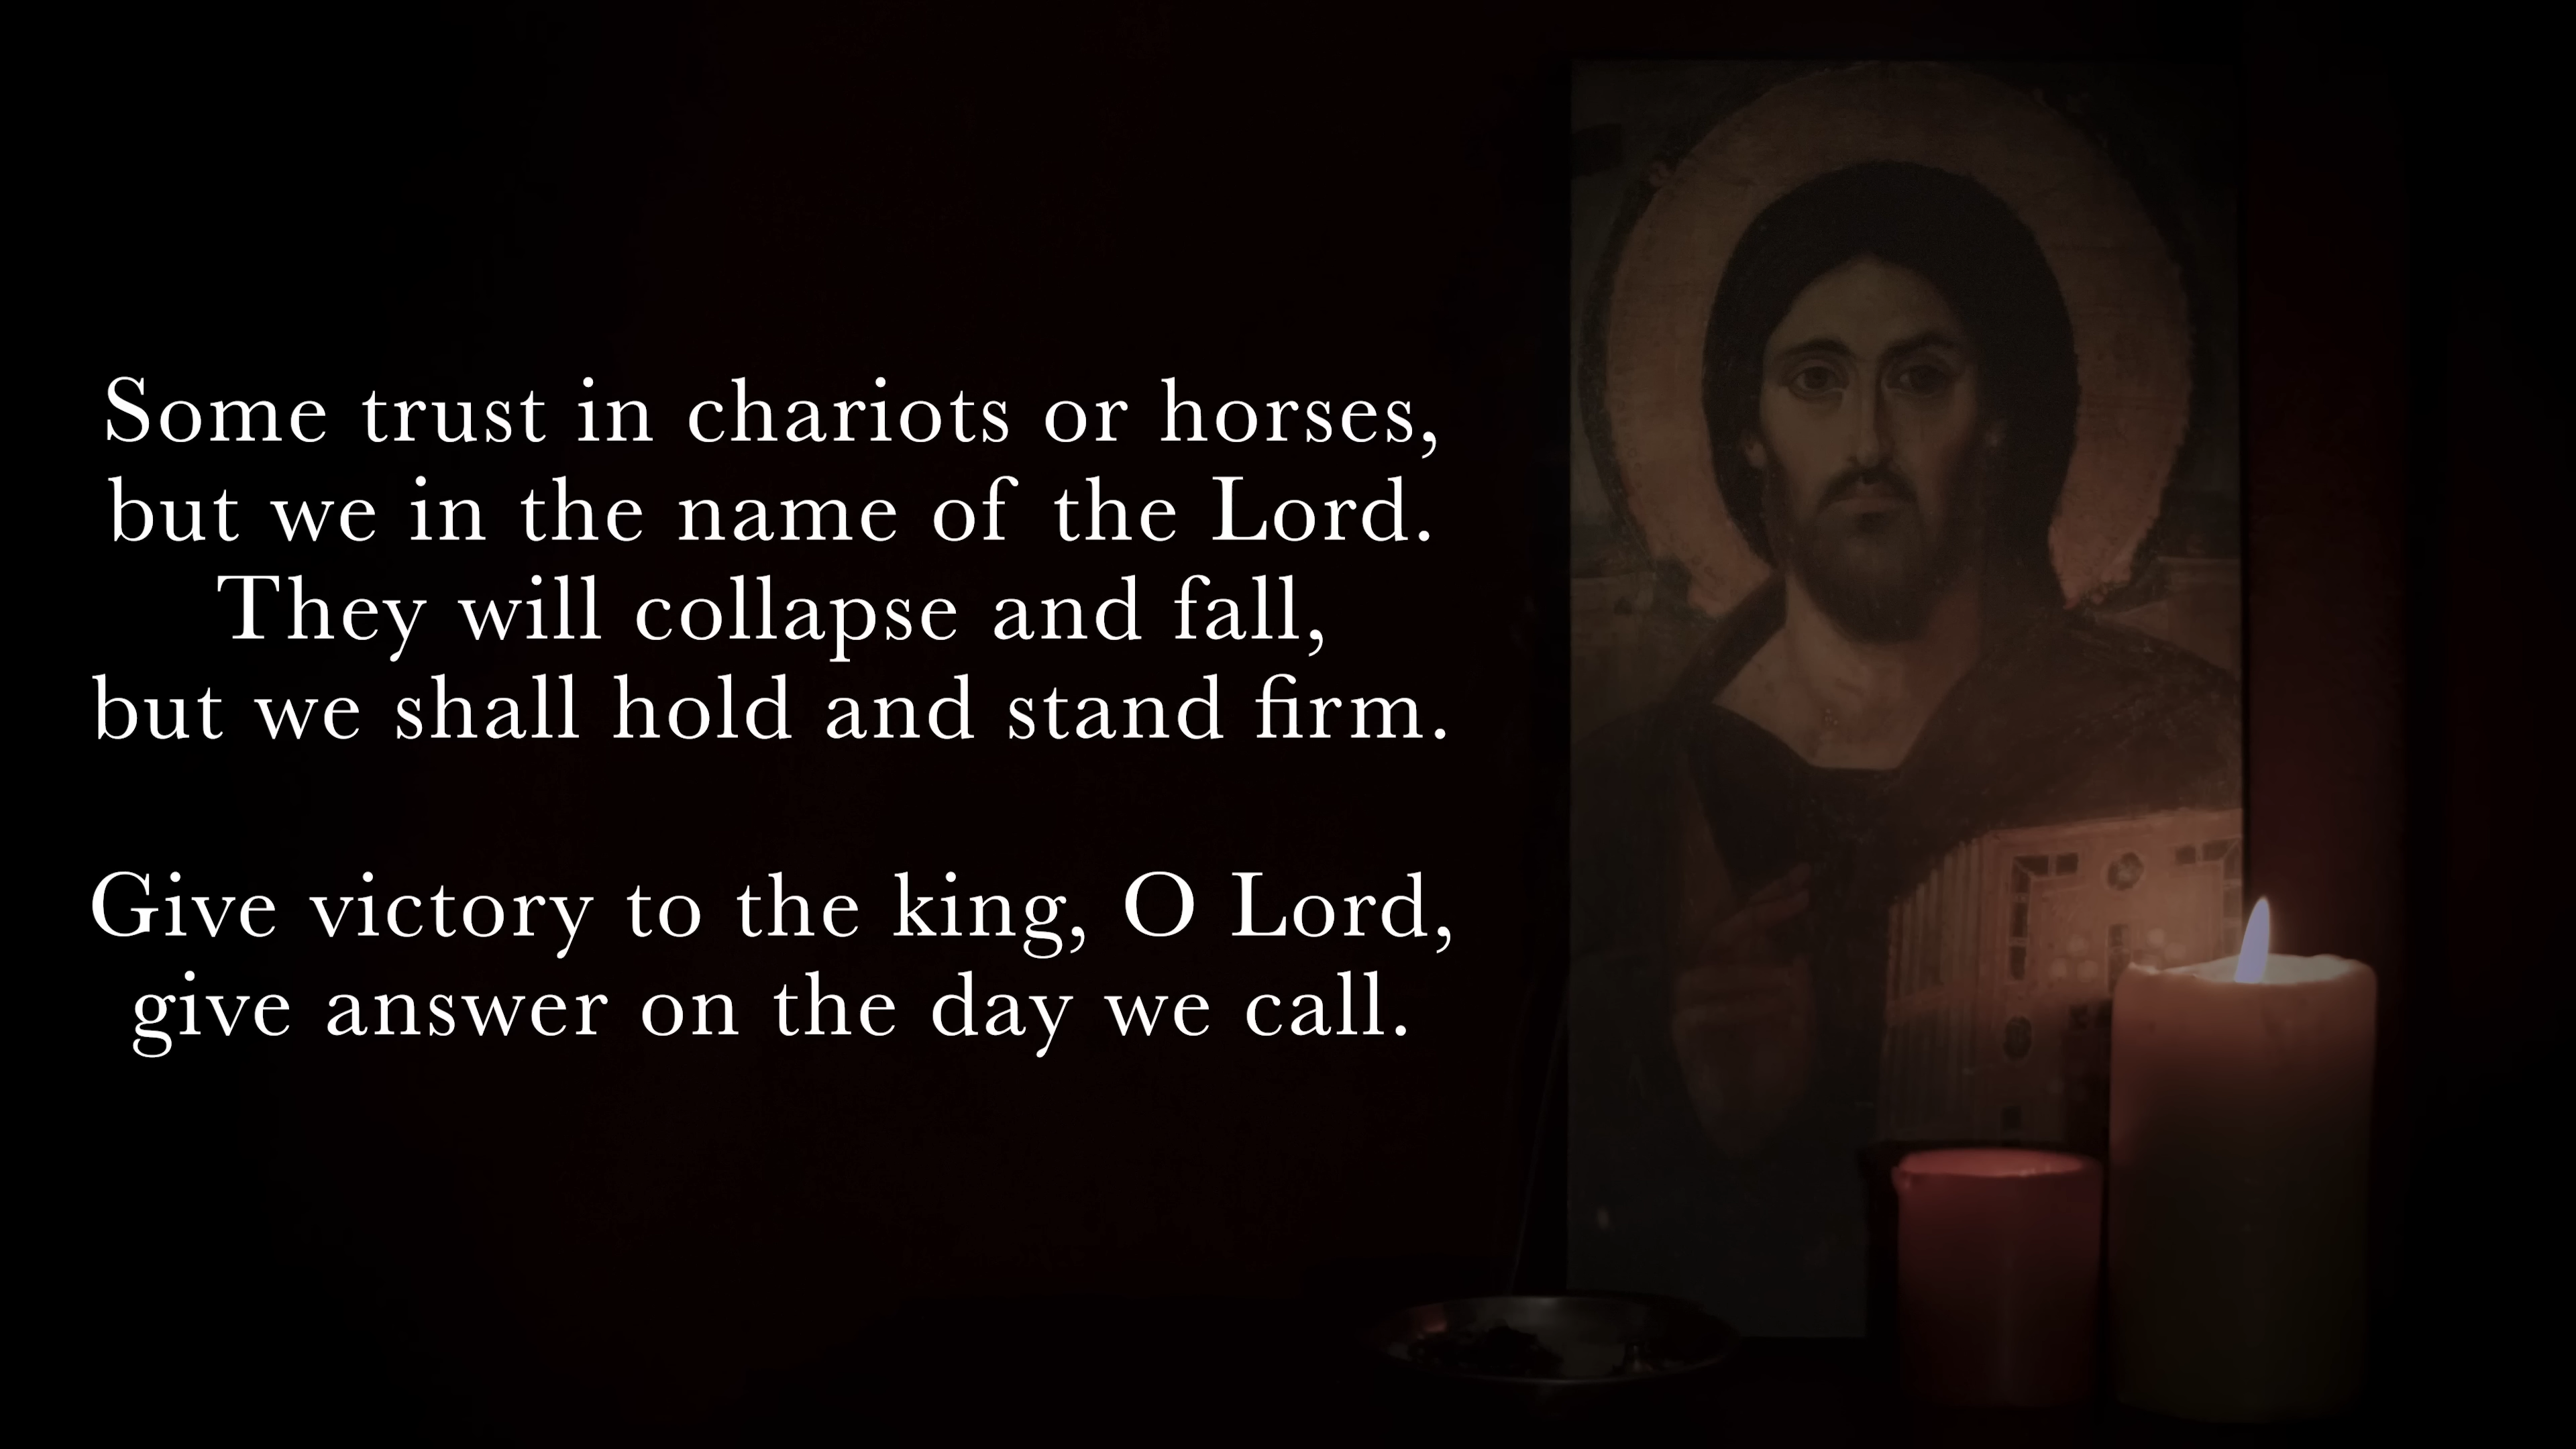 Some trust in chariots or horses,
but we in the name of the Lord.
They will collapse and fall,
but we shall hold and stand firm.
Give victory to the king, O Lord,
give answer on the day we call.